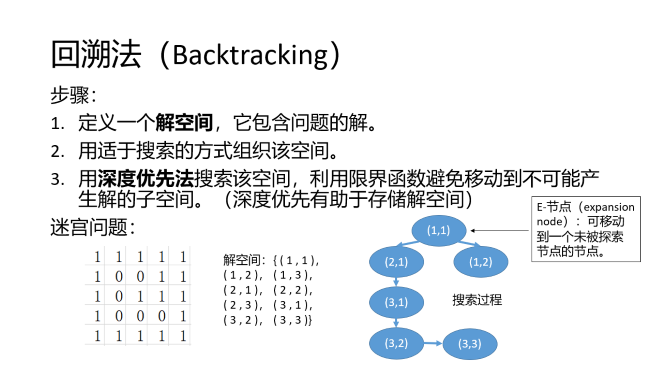 回溯法（Backtracking）
步骤：
1. 定义一个解空间，它包含问题的解。
2. 用适于搜索的方式组织该空间。
3. 用深度优先法搜索该空间，利用限界函数避免移动到不可能产
生解的子空间。（深度优先有助于存储解空间）
迷宫问题：
E-节点（expansion
node）：可移动
到一个未被探索
节点的节点。
1 1 1 1 1
1 0 0 1 1
1 0 1 1 1
1 0 0 0 1
1 1 1 1 1
解空间：{ ( 1 , 1 ) ,
( 1 , 2 ) , ( 1 , 3 ) ,
( 2 , 1 ) , ( 2 , 2 ) ,
( 2 , 3 ) , ( 3 , 1 ) ,
( 3 , 2 ) , ( 3 , 3 )}
(1,1)
(2,1)
(1,2)
(3,1)
搜索过程
(3,2)
(3,3)